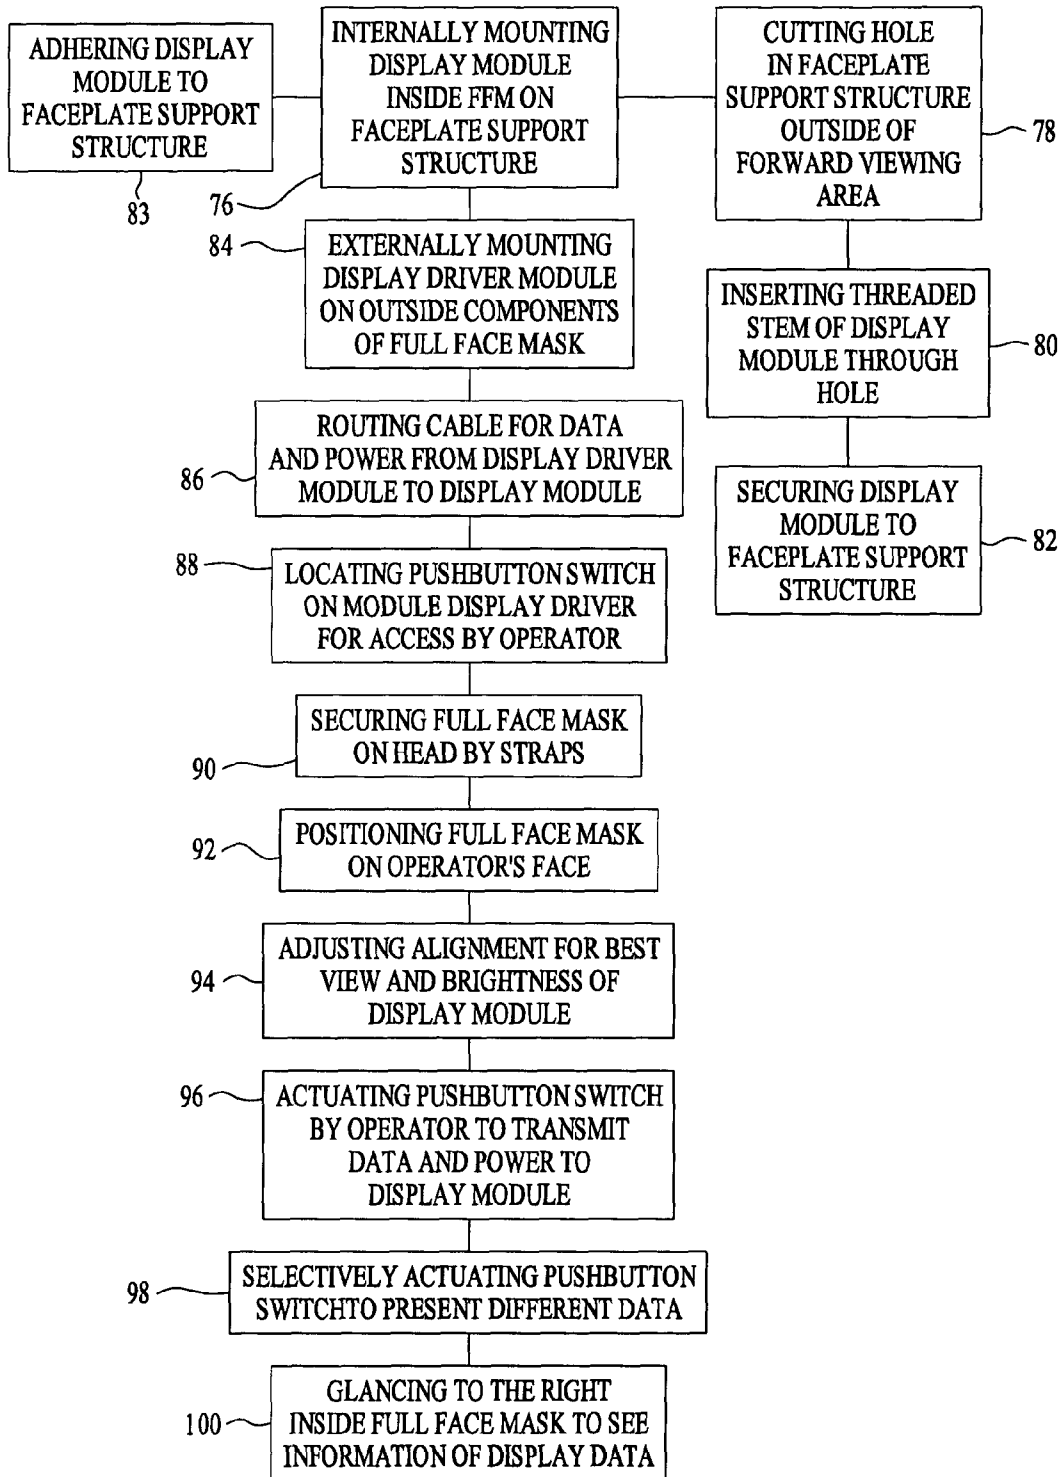 ADHERING DISPLAY
MODULE TO
FACEPLATE SUPPORT
STRUCTURE
83
INTERNALLY MOUNTING
DISPLAY MODULE
INSIDE FFM ON
FACEPLATE SUPPORT
STRUCTURE
76
CUTTING HOLE
IN FACEPLATE
SUPPORT STRUCTURE
OUTSIDE OF
FORWARD VIEWING
AREA
78
84
EXTERNALLY MOUNTING
DISPLAY DRIVER MODULE
ON OUTSIDE COMPONENTS
OF FULL FACE MASK
INSERTING THREADED
STEM OF DISPLAY
MODULE THROUGH
HOLE
80
ROUTING CABLE FOR DATA
AND POWER FROM DISPLAY DRIVER
MODULE TO DISPLAY MODULE
86
SECURING DISPLAY
MODULE TO
FACEPLATE SUPPORT
STRUCTURE
82
88
LOCATING PUSHBUTTON SWITCH
ON MODULE DISPLAY DRIVER
FOR ACCESS BY OPERATOR
SECURING FULL FACE MASK
ON HEAD BY STRAPS
90
POSITIONING FULL FACE MASK
ON OPERATOR'S FACE
92
ADJUSTING ALIGNMENT FOR BEST
VIEW AND BRIGHTNESS OF
DISPLAY MODULE
94
96
ACTUATING PUSHBUTTON SWITCH
BY OPERATOR TO TRANSMIT
DATA AND POWER TO
DISPLAY MODULE
SELECTIVELY ACTUATING PUSHBUTTON
SWITCHTO PRESENT DIFFERENT DATA
98
GLANCING TO THE RIGHT
INSIDE FULL FACE MASK TO SEE
INFORMATION OF DISPLAY DATA
100